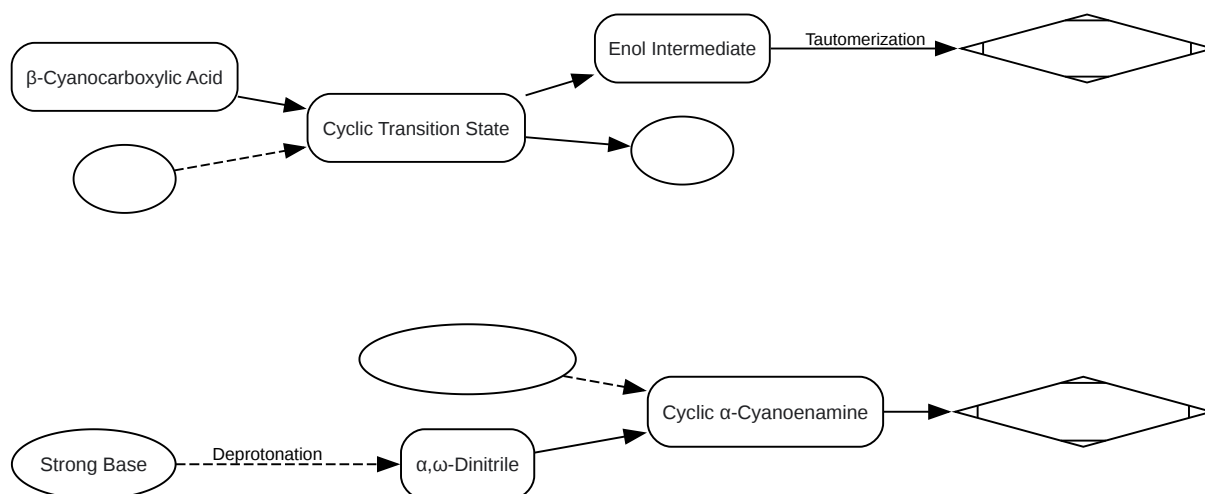 Enol Intermediate
Tautomerization
β-Cyanocarboxylic Acid
Cyclic Transition State
Cyclic α-Cyanoenamine
Strong Base
Deprotonation
α,ω-Dinitrile